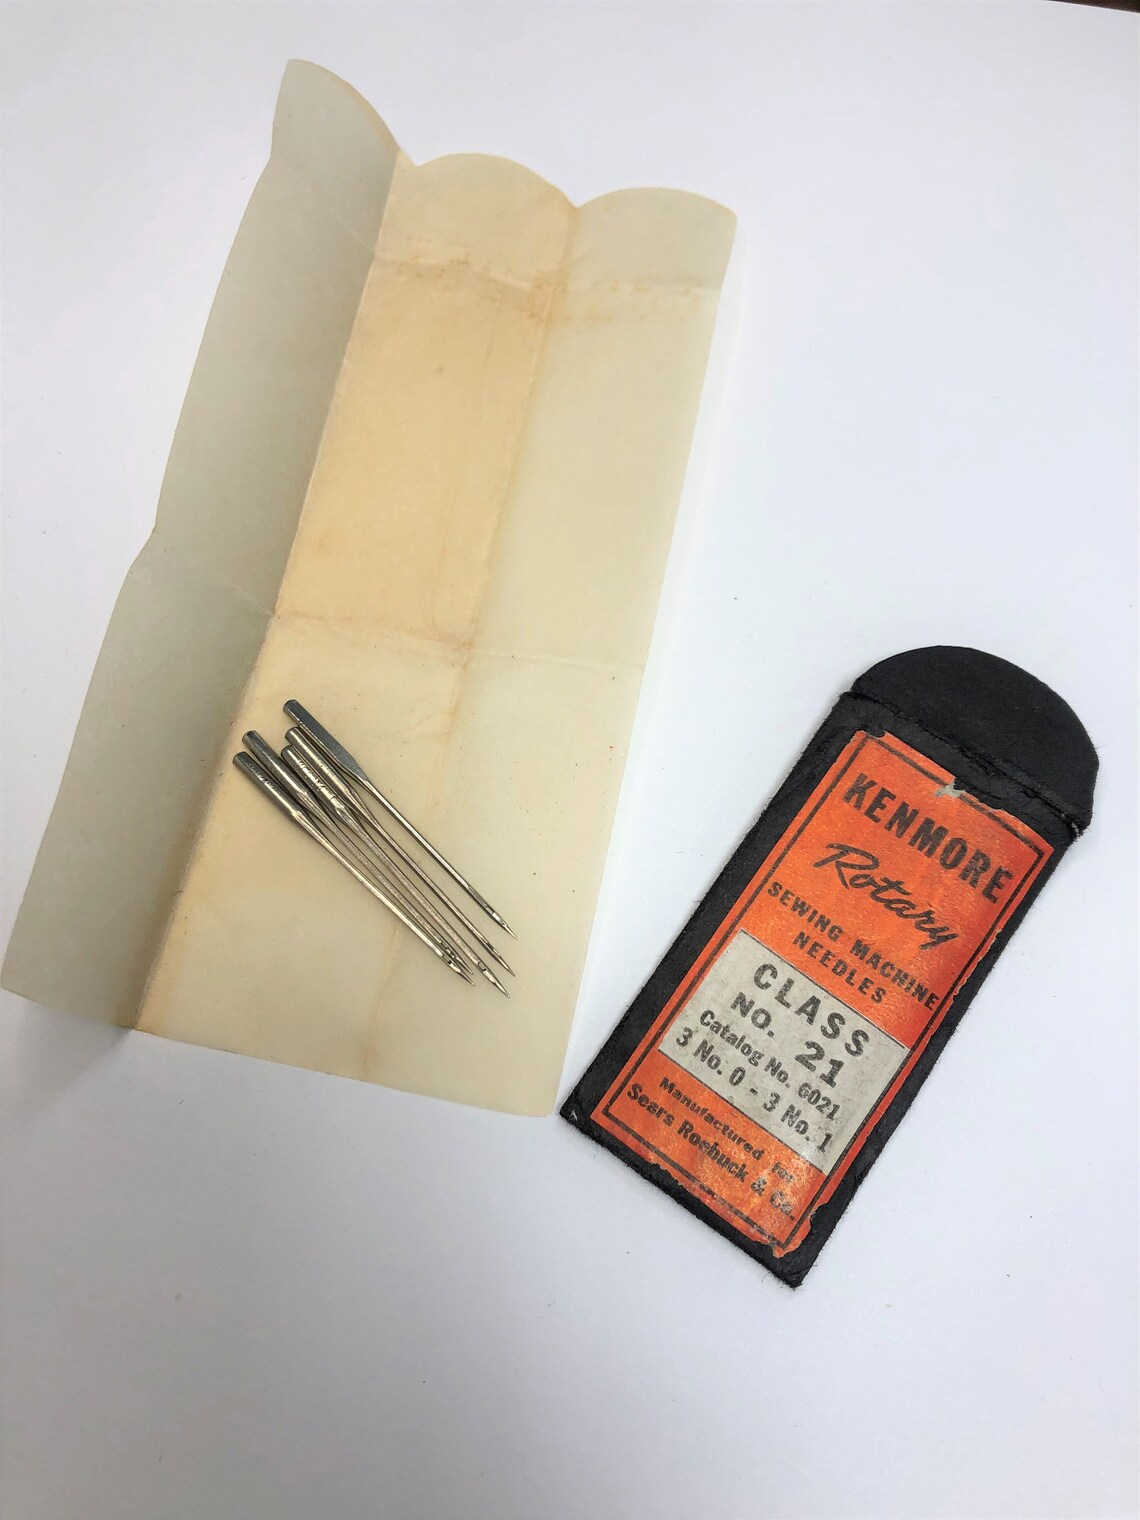 KENMORE
Rotary
SEWING MACHINE
NEEDLES
CLASS
NO. 21
Catalog No. 6021
3 No. 0 - 3 No. 1
Manufactured for
Sears Roebuck & Co.